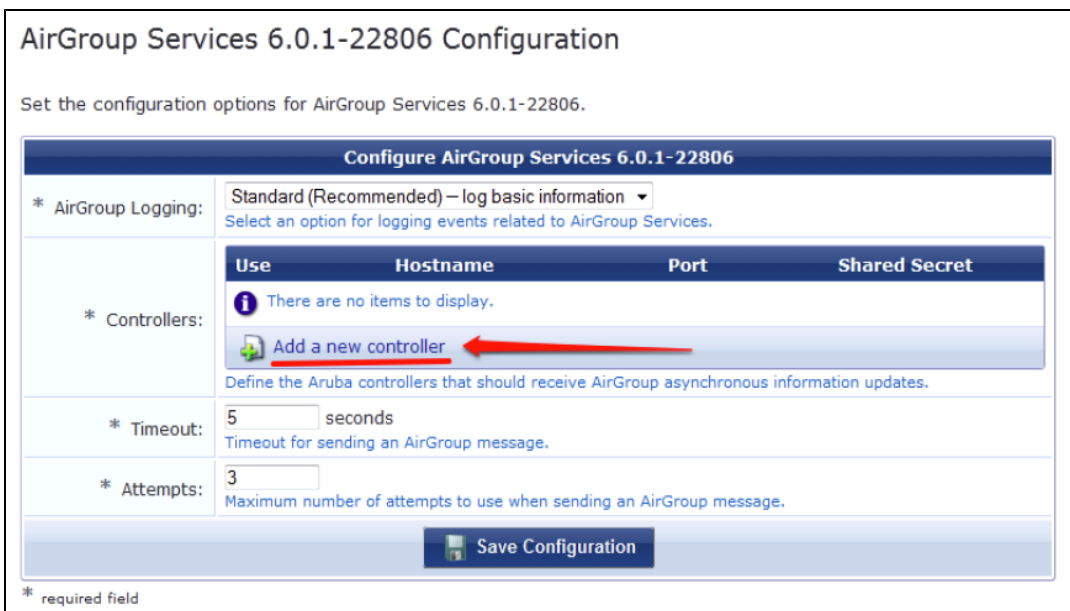 AirGroup Services 6.0.1-22806 Configuration
Set the configuration options for AirGroup Services 6.0.1-22806.
Configure AirGroup Services 6.0.1-22806
* AirGroup Logging:
Standard (Recommended) – log basic information
Select an option for logging events related to AirGroup Services.
* Controllers:
Use Hostname Port Shared Secret
There are no items to display.
Add a new controller
Define the Aruba controllers that should receive AirGroup asynchronous information updates.
* Timeout:
5 seconds
Timeout for sending an AirGroup message.
* Attempts:
3
Maximum number of attempts to use when sending an AirGroup message.
Save Configuration
* required field